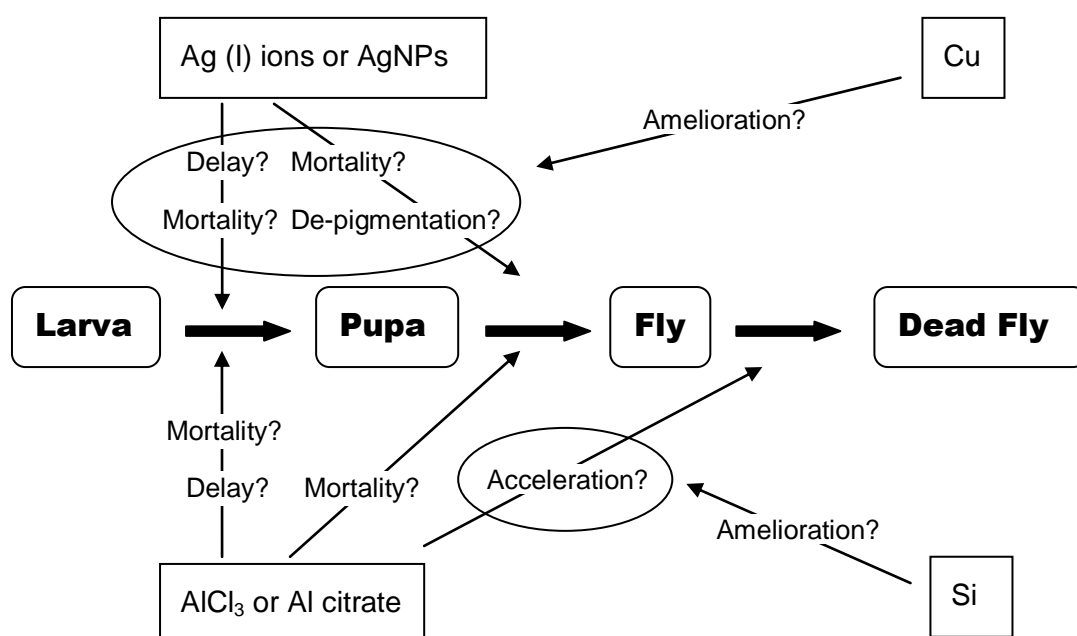 Ag (I) ions or AgNPs
Cu
Amelioration?
Delay? Mortality?
Mortality? De-pigmentation?
Larva
Pupa
Fly
Dead Fly
Mortality?
Delay?
Mortality?
Acceleration?
Amelioration?
AlCl₃ or Al citrate
Si